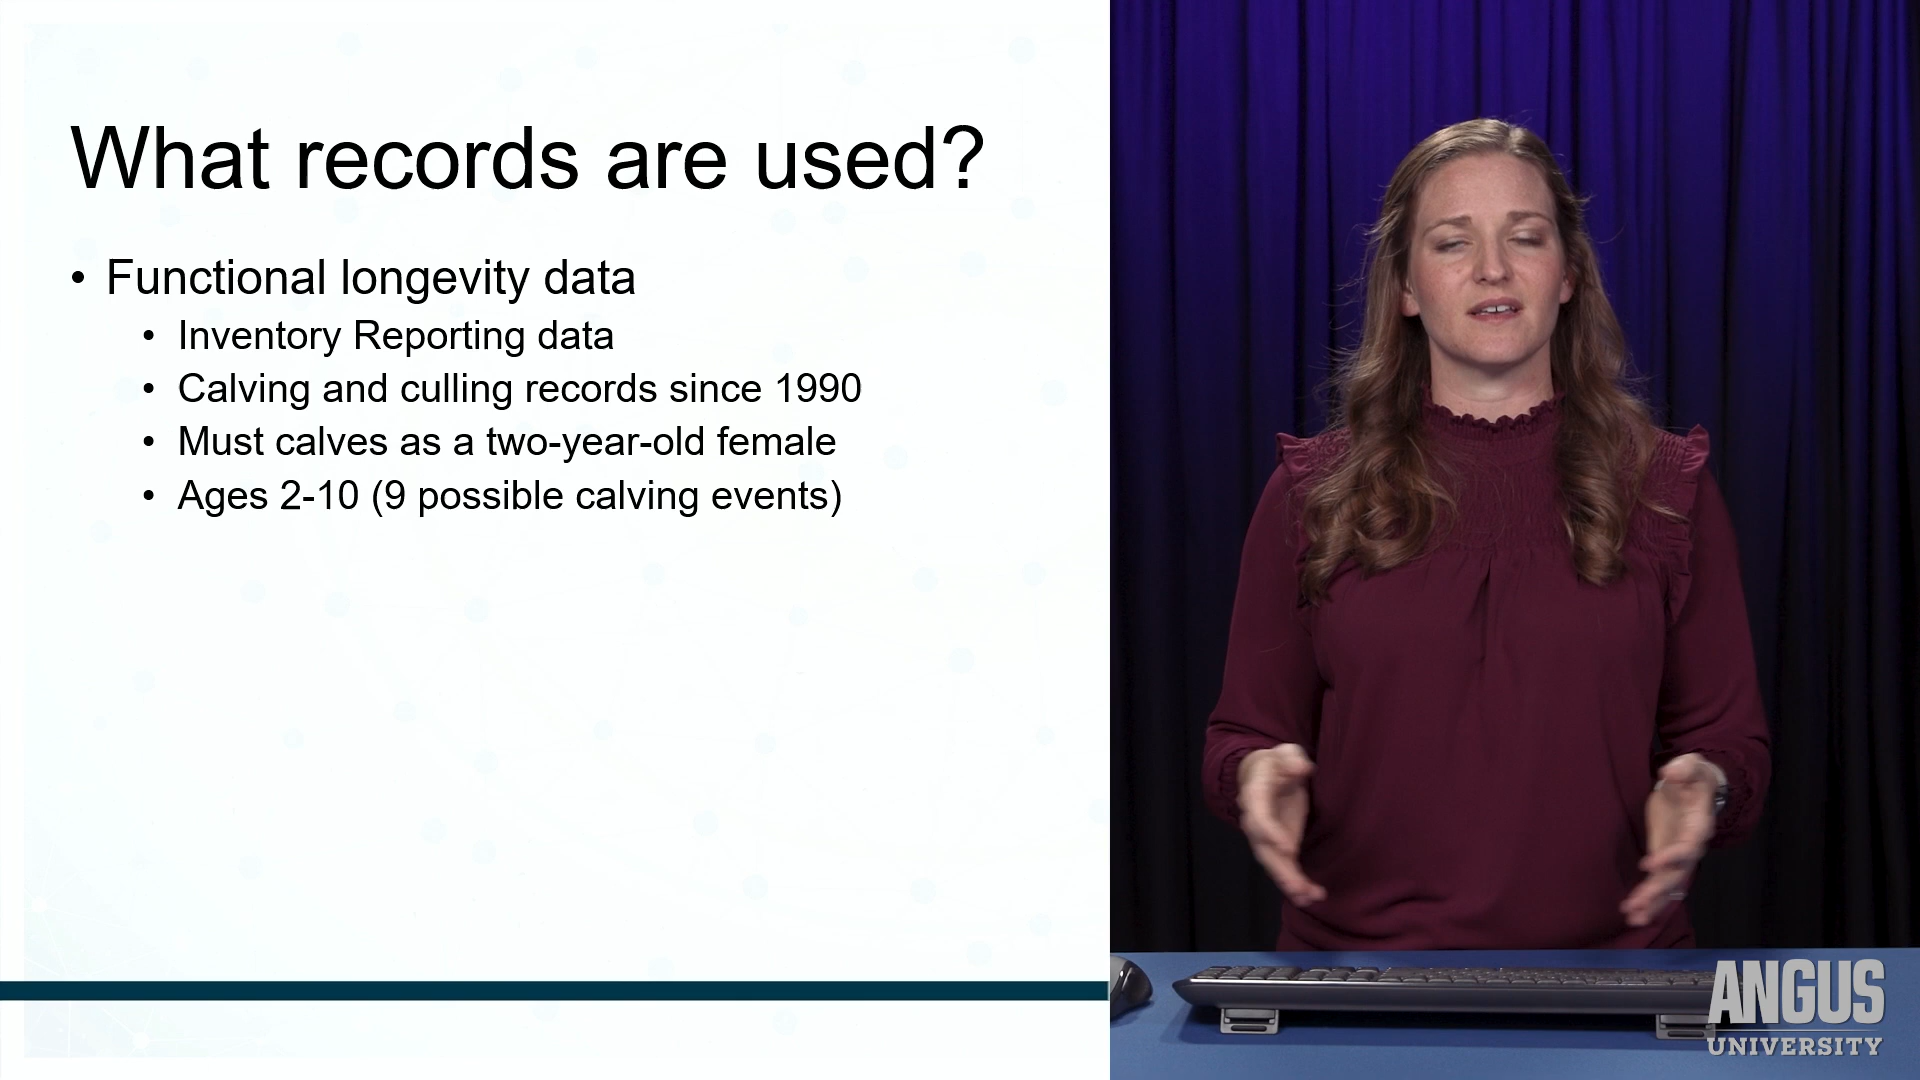 What records are used?
• Functional longevity data
• Inventory Reporting data
• Calving and culling records since 1990
• Must calves as a two-year-old female
• Ages 2-10 (9 possible calving events)
ANGUS
UNIVERSITY